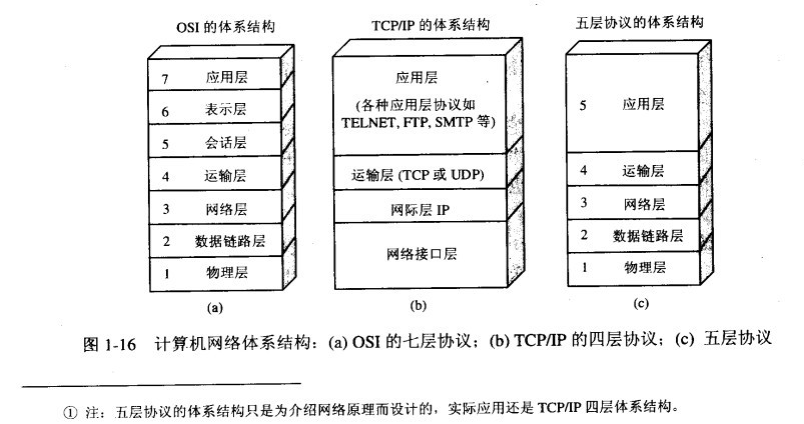 OSI 的体系结构
7 应用层
6 表示层
5 会话层
4 运输层
3 网络层
2 数据链路层
1 物理层
(a)
TCP/IP 的体系结构
应用层
(各种应用层协议如
TELNET, FTP, SMTP 等)
运输层 (TCP 或 UDP)
网际层 IP
网络接口层
(b)
五层协议的体系结构
5 应用层
4 运输层
3 网络层
2 数据链路层
1 物理层
(c)
图 1-16 计算机网络体系结构：(a) OSI 的七层协议；(b) TCP/IP 的四层协议；(c) 五层协议
① 注：五层协议的体系结构只是为介绍网络原理而设计的，实际应用还是 TCP/IP 四层体系结构。